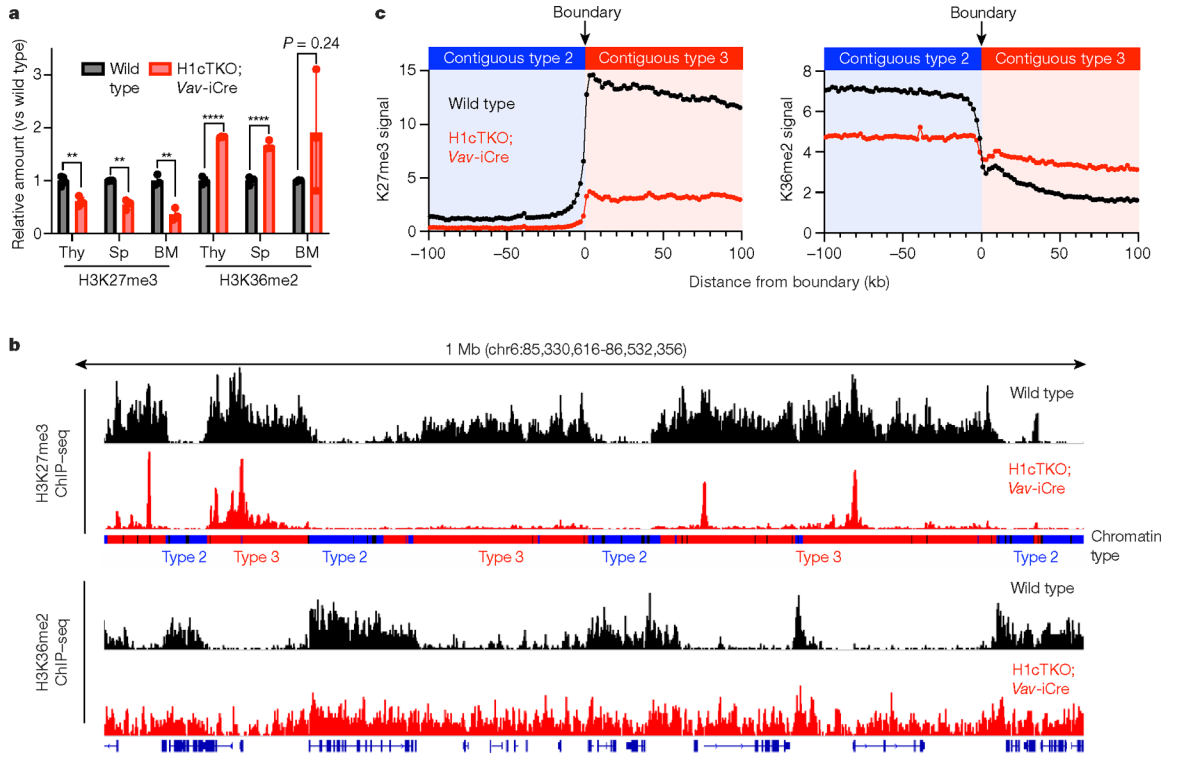 a
Relative amount (vs wild type)
3
2
1
0
Wild type
H1cTKO; Vav-iCre
**
**
**
****
****
P = 0.24
Thy
Sp
BM
Thy
Sp
BM
H3K27me3
H3K36me2
c
Boundary
Contiguous type 2
Contiguous type 3
K27me3 signal
15
10
5
0
Wild type
H1cTKO;
Vav-iCre
−100
−50
0
50
100
Boundary
Contiguous type 2
Contiguous type 3
K36me2 signal
8
6
4
2
0
−100
−50
0
50
100
Distance from boundary (kb)
b
1 Mb (chr6:85,330,616-86,532,356)
H3K27me3
ChIP–seq
Wild type
H1cTKO;
Vav-iCre
Chromatin
type
Type 2
Type 3
Type 2
Type 3
Type 2
Type 3
Type 2
H3K36me2
ChIP–seq
Wild type
H1cTKO;
Vav-iCre